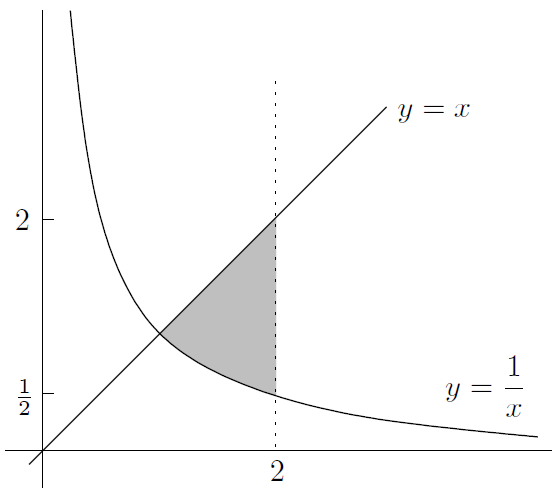 y = x
2
1/2
y = 1/x
2